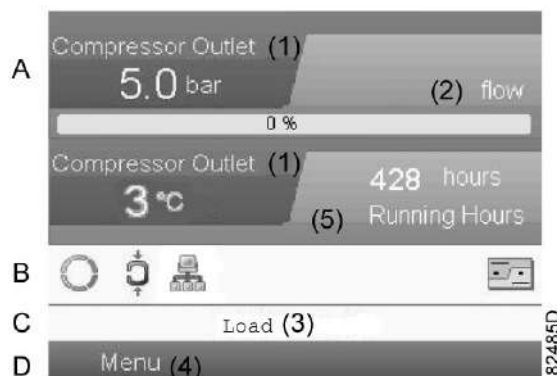 Compressor Outlet (1)
5.0 bar
(2) flow
0 %
Compressor Outlet (1)
3 °C
428 hours
(5) Running Hours
Load (3)
Menu (4)
A
B
C
D
82485D